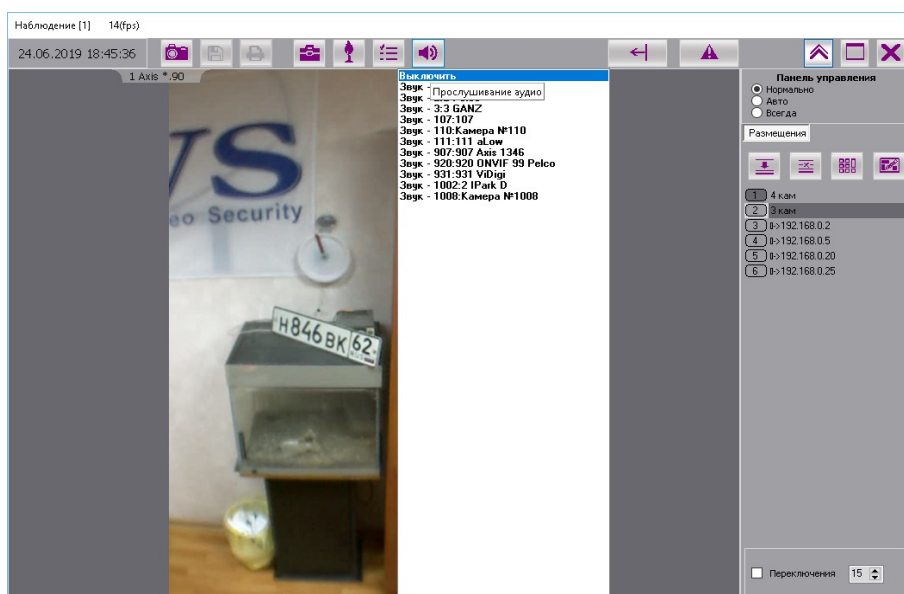 Наблюдение [1] 14(fps)
24.06.2019 18:45:36
1 Axis *.90
VS
eo Security
Н846ВК 62
Выключить
Звук -
Прослушивание аудио
Звук - 3:3 GANZ
Звук - 107:107
Звук - 110:Камера №110
Звук - 111:111 aLow
Звук - 907:907 Axis 1346
Звук - 920:920 ONVIF 99 Pelco
Звук - 931:931 ViDigi
Звук - 1002:2 IPark D
Звук - 1008:Камера №1008
Панель управления
Нормально
Авто
Всегда
Размещения
1 4 кам
2 3 кам
3 ->192.168.0.2
4 ->192.168.0.5
5 ->192.168.0.20
6 ->192.168.0.25
Переключения 15